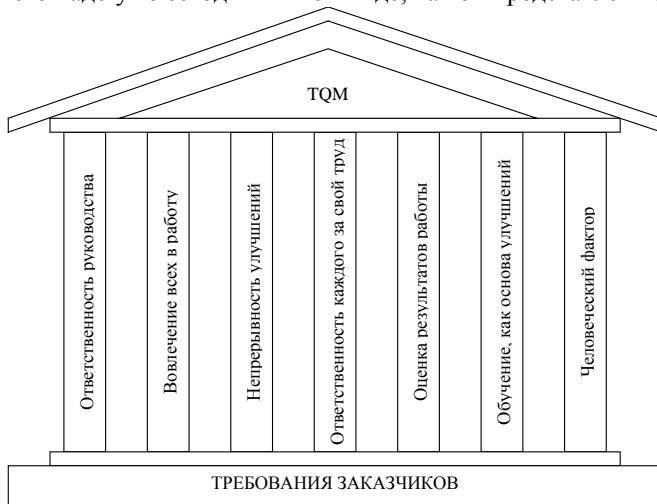 TQM
Ответственность руководства
Вовлечение всех в работу
Непрерывность улучшений
Ответственность каждого за свой труд
Оценка результатов работы
Обучение, как основа улучшений
Человеческий фактор
ТРЕБОВАНИЯ ЗАКАЗЧИКОВ